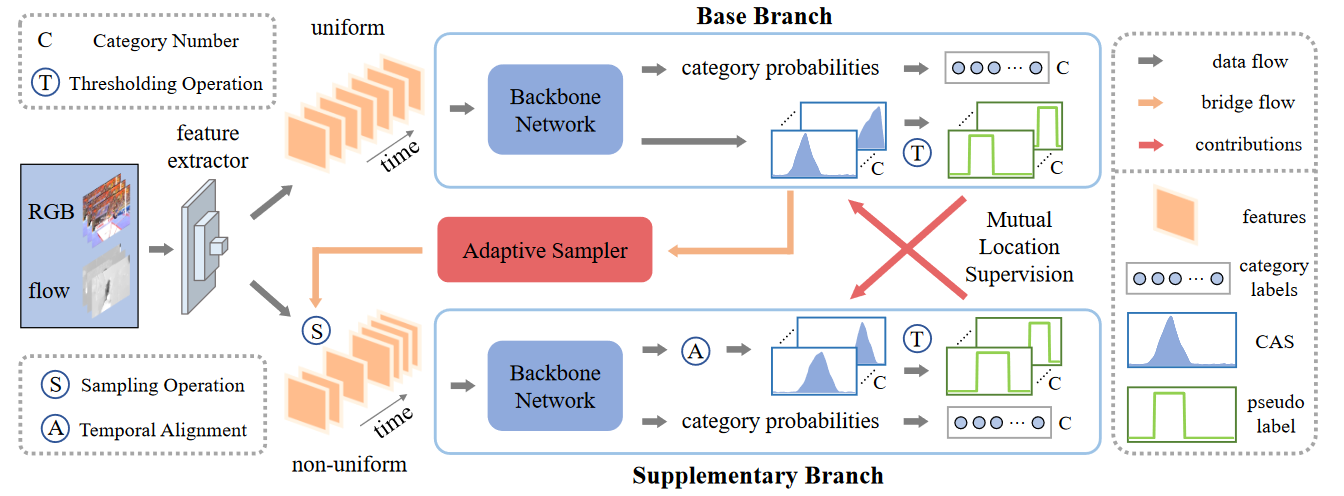 C Category Number
T Thresholding Operation
uniform
time
feature
extractor
RGB
flow
S Sampling Operation
A Temporal Alignment
S
time
non-uniform
Base Branch
Backbone
Network
category probabilities
C
C
T
C
Adaptive Sampler
Mutual
Location
Supervision
Backbone
Network
A
C
T
C
category probabilities
C
Supplementary Branch
data flow
bridge flow
contributions
features
category
labels
CAS
pseudo
label